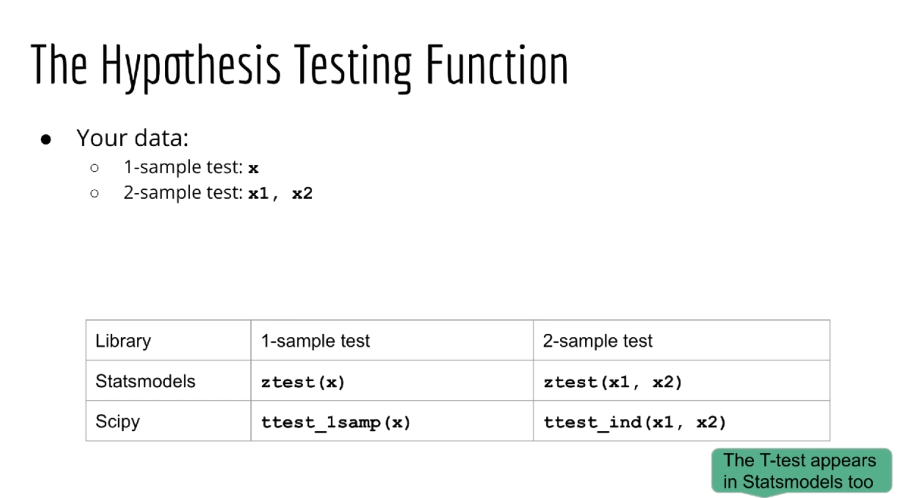 The Hypothesis Testing Function
● Your data:
○ 1-sample test: x
○ 2-sample test: x1, x2
Library 1-sample test 2-sample test
Statsmodels ztest(x) ztest(x1, x2)
Scipy ttest_1samp(x) ttest_ind(x1, x2)
The T-test appears
in Statsmodels too